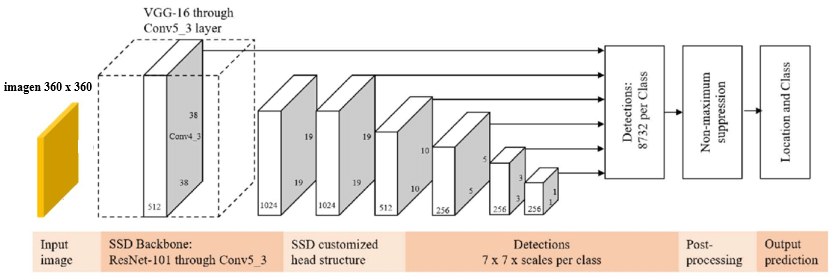 VGG-16 through
Conv5_3 layer
imagen 360 x 360
38
Conv4_3
38
512
19
19
1024
19
19
1024
10
10
512
5
5
256
3
3
256
1
1
256
Detections:
8732 per Class
Non-maximum
suppression
Location and Class
Input
image
SSD Backbone:
ResNet-101 through Conv5_3
SSD customized
head structure
Detections
7 x 7 x scales per class
Post-
processing
Output
prediction